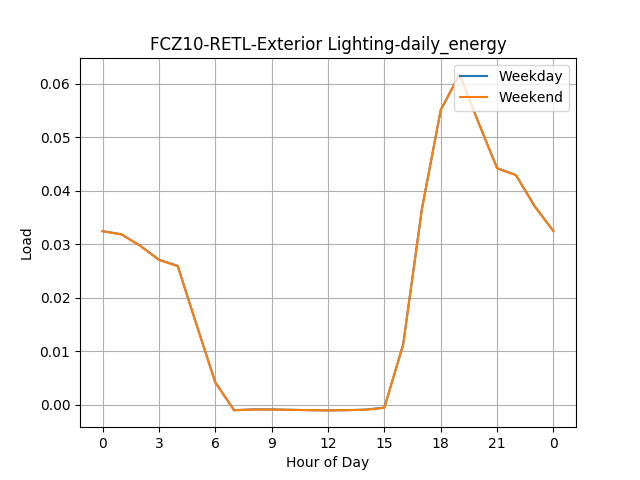 FCZ10-RETL-Exterior Lighting-daily_energy
Weekday
Weekend
Load
0.06
0.05
0.04
0.03
0.02
0.01
0.00
0 3 6 9 12 15 18 21 0
Hour of Day